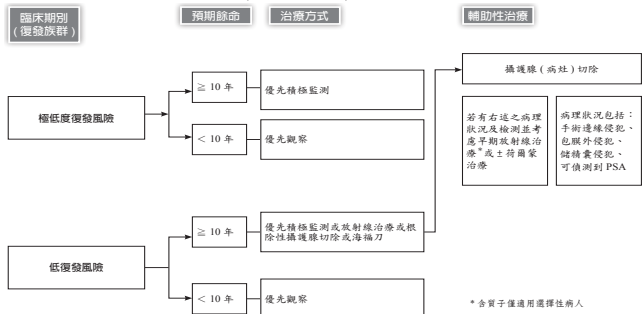 臨床期別
(復發族群)
預期餘命
治療方式
輔助性治療
極低度復發風險
≧ 10 年
優先積極監測
< 10 年
優先觀察
攝護腺(病灶)切除
若有右述之病理
狀況及檢測並考
慮早期放射線治
療*或±荷爾蒙
治療
病理狀況包括：
手術邊緣侵犯、
包膜外侵犯、
儲精囊侵犯、
可偵測到 PSA
低復發風險
≧ 10 年
優先積極監測或放射線治療或根
除性攝護腺切除或海福刀
< 10 年
優先觀察
* 含質子僅適用選擇性病人